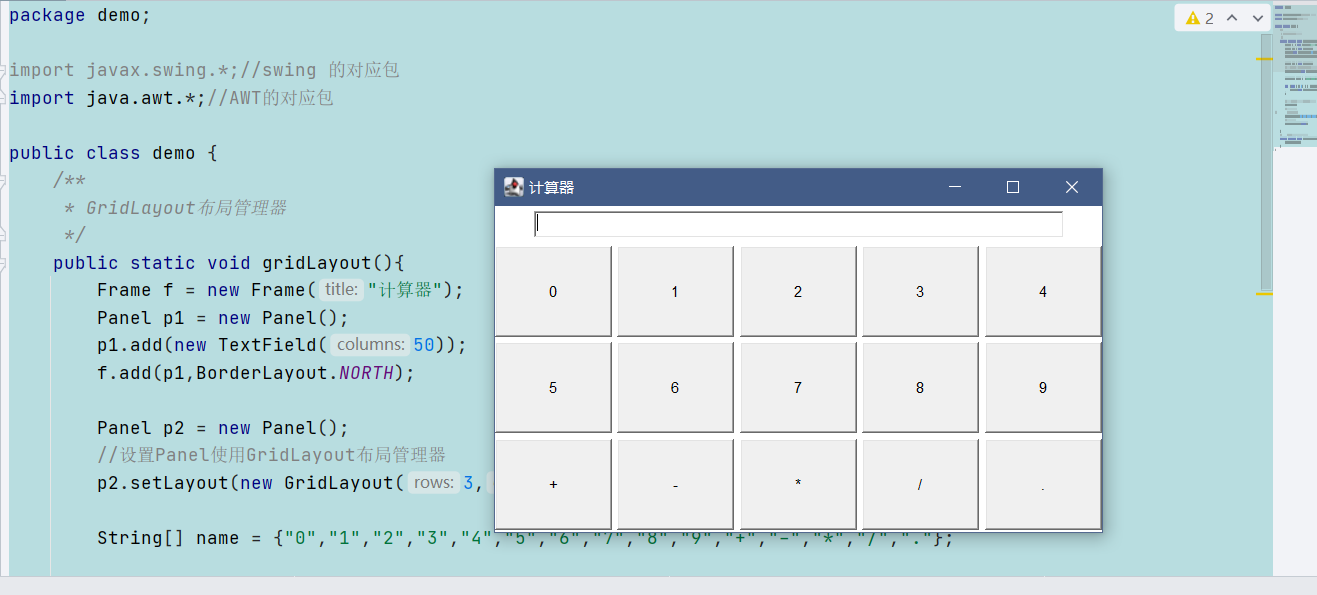 package demo;
2
import javax.swing.*;//swing 的对应包
import java.awt.*;//AWT的对应包
public class demo {
/**
* GridLayout布局管理器
*/
public static void gridLayout(){
Frame f = new Frame( title: "计算器");
Panel p1 = new Panel();
p1.add(new TextField( columns: 50));
f.add(p1,BorderLayout.NORTH);
Panel p2 = new Panel();
//设置Panel使用GridLayout布局管理器
p2.setLayout(new GridLayout( rows: 3,
String[] name = {"0","1","2","3","4","5","6","7","8","9","+","-","*","/","."};
计算器
0 1 2 3 4
5 6 7 8 9
+ - * / .